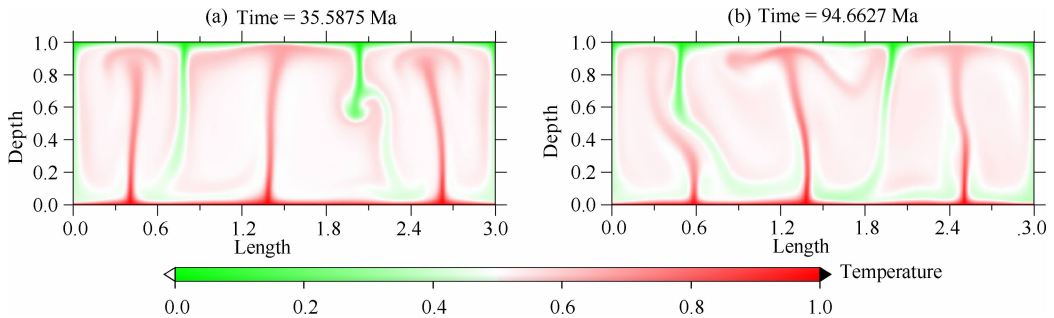 (a) Time = 35.5875 Ma
1.0
0.8
0.6
0.4
0.2
0.0
Depth
0.0 0.6 1.2 1.8 2.4 3.0
Length
(b) Time = 94.6627 Ma
1.0
0.8
0.6
0.4
0.2
0.0
Depth
0.0 0.6 1.2 1.8 2.4 .3.0
Length
Temperature
0.0 0.2 0.4 0.6 0.8 1.0